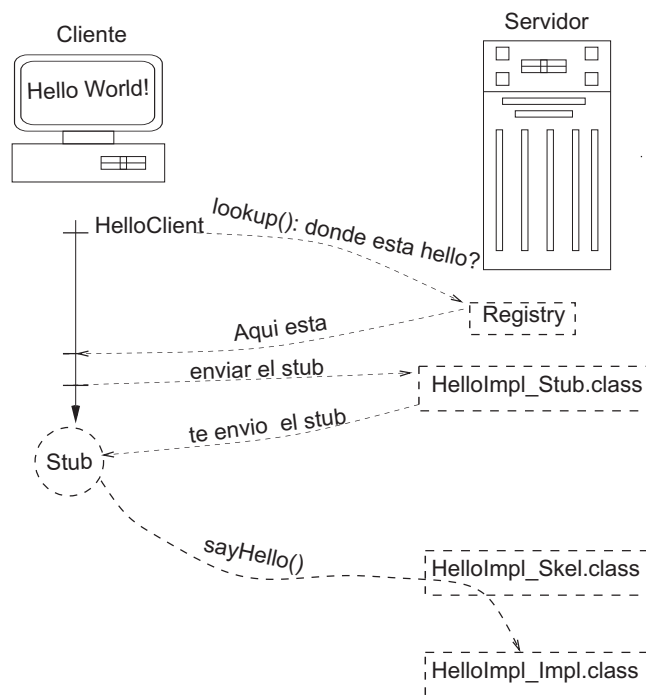 Servidor
Cliente
Hello World!
HelloClient
lookup(): donde esta hello?
Registry
Aqui esta
enviar el stub
HelloImpl_Stub.class
te envio el stub
Stub
sayHello()
HelloImpl_Skel.class
HelloImpl_Impl.class